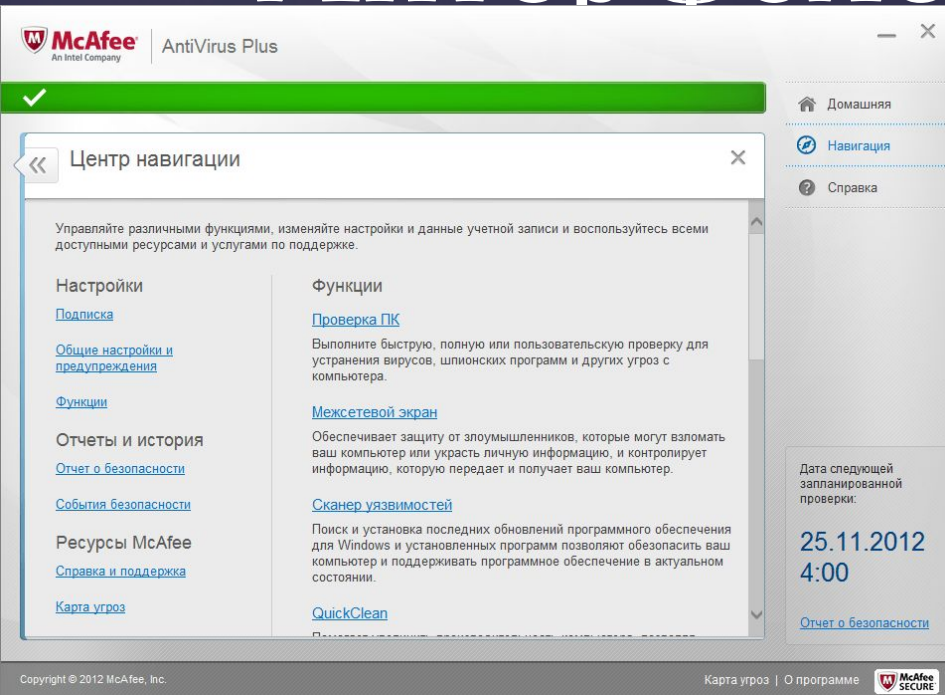 McAfee
An Intel Company
AntiVirus Plus
Домашняя
Навигация
Справка
Центр навигации
Управляйте различными функциями, изменяйте настройки и данные учетной записи и воспользуйтесь всеми
доступными ресурсами и услугами по поддержке.
Настройки
Подписка
Общие настройки и
предупреждения
Функции
Отчеты и история
Отчет о безопасности
События безопасности
Ресурсы McAfee
Справка и поддержка
Карта угроз
Функции
Проверка ПК
Выполните быструю, полную или пользовательскую проверку для
устранения вирусов, шпионских программ и других угроз с
компьютера.
Межсетевой экран
Обеспечивает защиту от злоумышленников, которые могут взломать
ваш компьютер или украсть личную информацию, и контролирует
информацию, которую передает и получает ваш компьютер.
Сканер уязвимостей
Поиск и установка последних обновлений программного обеспечения
для Windows и установленных программ позволяют обезопасить ваш
компьютер и поддерживать программное обеспечение в актуальном
состоянии.
QuickClean
Дата следующей
запланированной
проверки:
25.11.2012
4:00
Отчет о безопасности
Copyright © 2012 McAfee, Inc.
Карта угроз | О программе
McAfee
SECURE